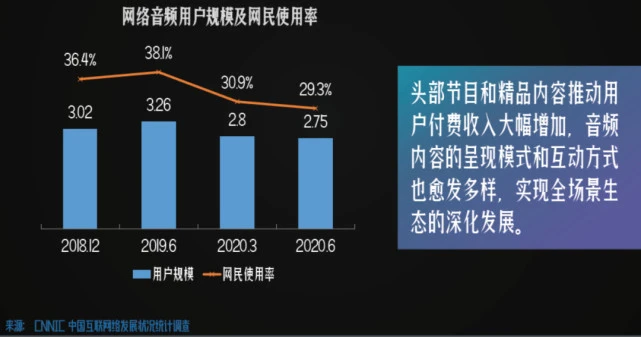 网络音频用户规模及网民使用率
36.4%
38.1%
30.9%
29.3%
3.02
3.26
2.8
2.75
2018.12
2019.6
2020.3
2020.6
用户规模
网民使用率
头部节目和精品内容推动用
户付费收入大幅增加，音频
内容的呈现模式和互动方式
也愈发多样，实现全场景生
态的深化发展。
来源: CNNIC 中国互联网络发展状况统计调查